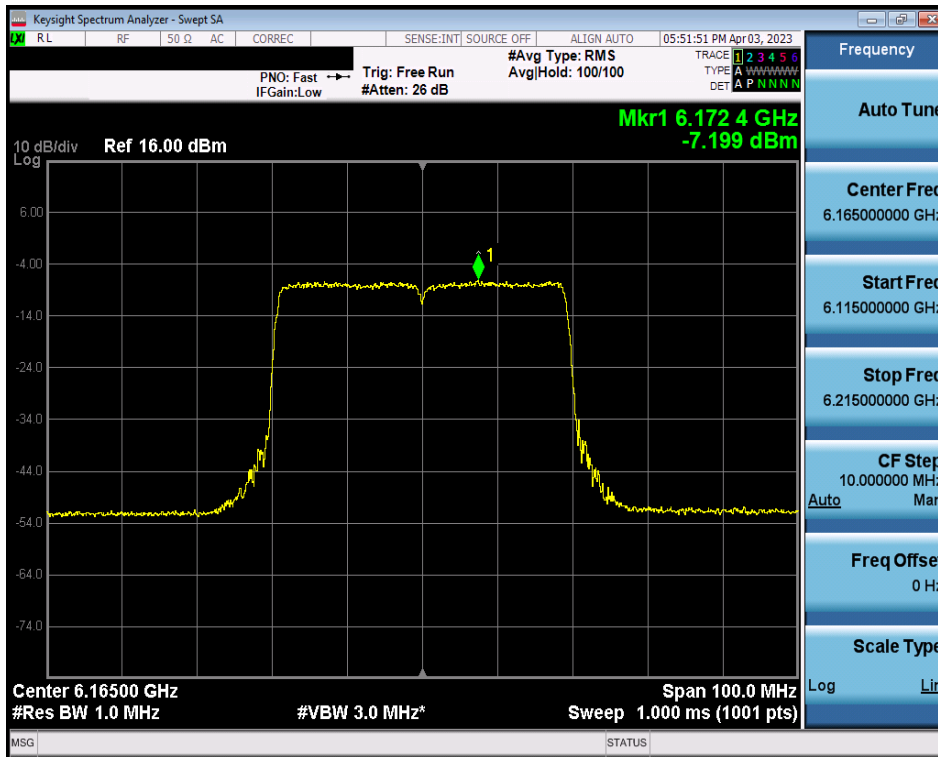 Keysight Spectrum Analyzer - Swept SA
LXI RL RF 50 Ω AC CORREC SENSE:INT SOURCE OFF ALIGN AUTO 05:51:51 PM Apr 03, 2023
#Avg Type: RMS TRACE 1 2 3 4 5 6
PNO: Fast Trig: Free Run Avg|Hold: 100/100 TYPE A WWWWW
IFGain:Low #Atten: 26 dB DET A P N N N N
Mkr1 6.172 4 GHz
-7.199 dBm
10 dB/div Ref 16.00 dBm
Log
6.00
-4.00
-14.0
-24.0
-34.0
-44.0
-54.0
-64.0
-74.0
1
Center 6.16500 GHz Span 100.0 MHz
#Res BW 1.0 MHz #VBW 3.0 MHz* Sweep 1.000 ms (1001 pts)
MSG STATUS
Frequency
Auto Tune
Center Freq
6.165000000 GHz
Start Freq
6.115000000 GHz
Stop Freq
6.215000000 GHz
CF Step
10.000000 MHz
Auto Man
Freq Offset
0 Hz
Scale Type
Log Lin